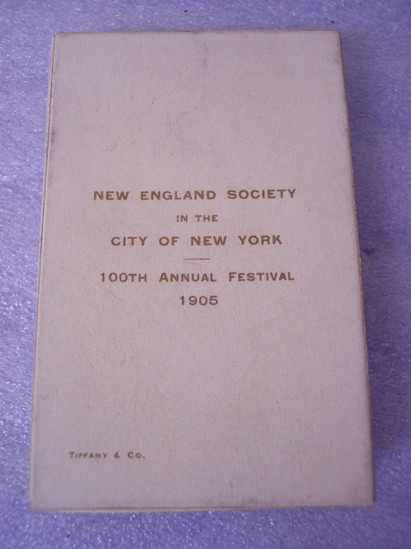 NEW ENGLAND SOCIETY
IN THE
CITY OF NEW YORK
100TH ANNUAL FESTIVAL
1905
TIFFANY & CO.